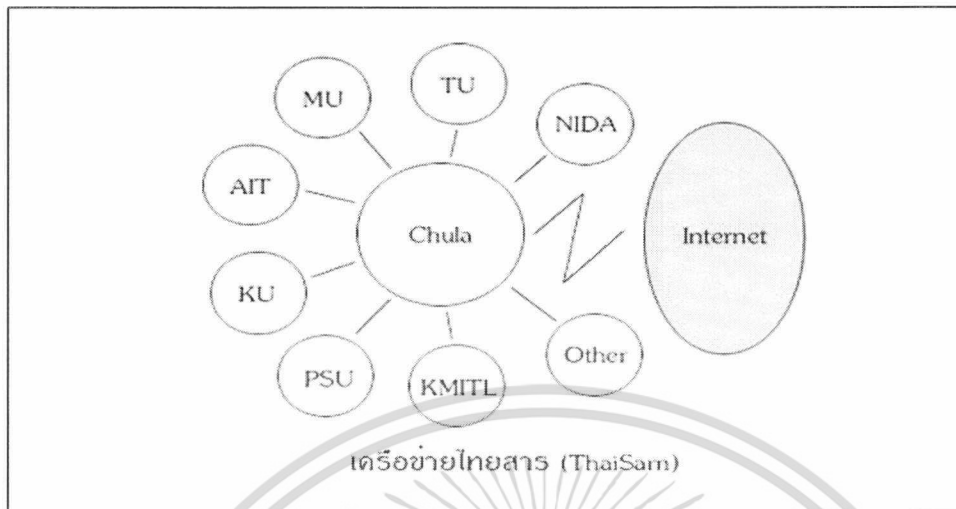 TU
MU
NIDA
AIT
Chula
Internet
KU
Other
PSU
KMITL
เครือข่ายไทยสาร (ThaiSarn)